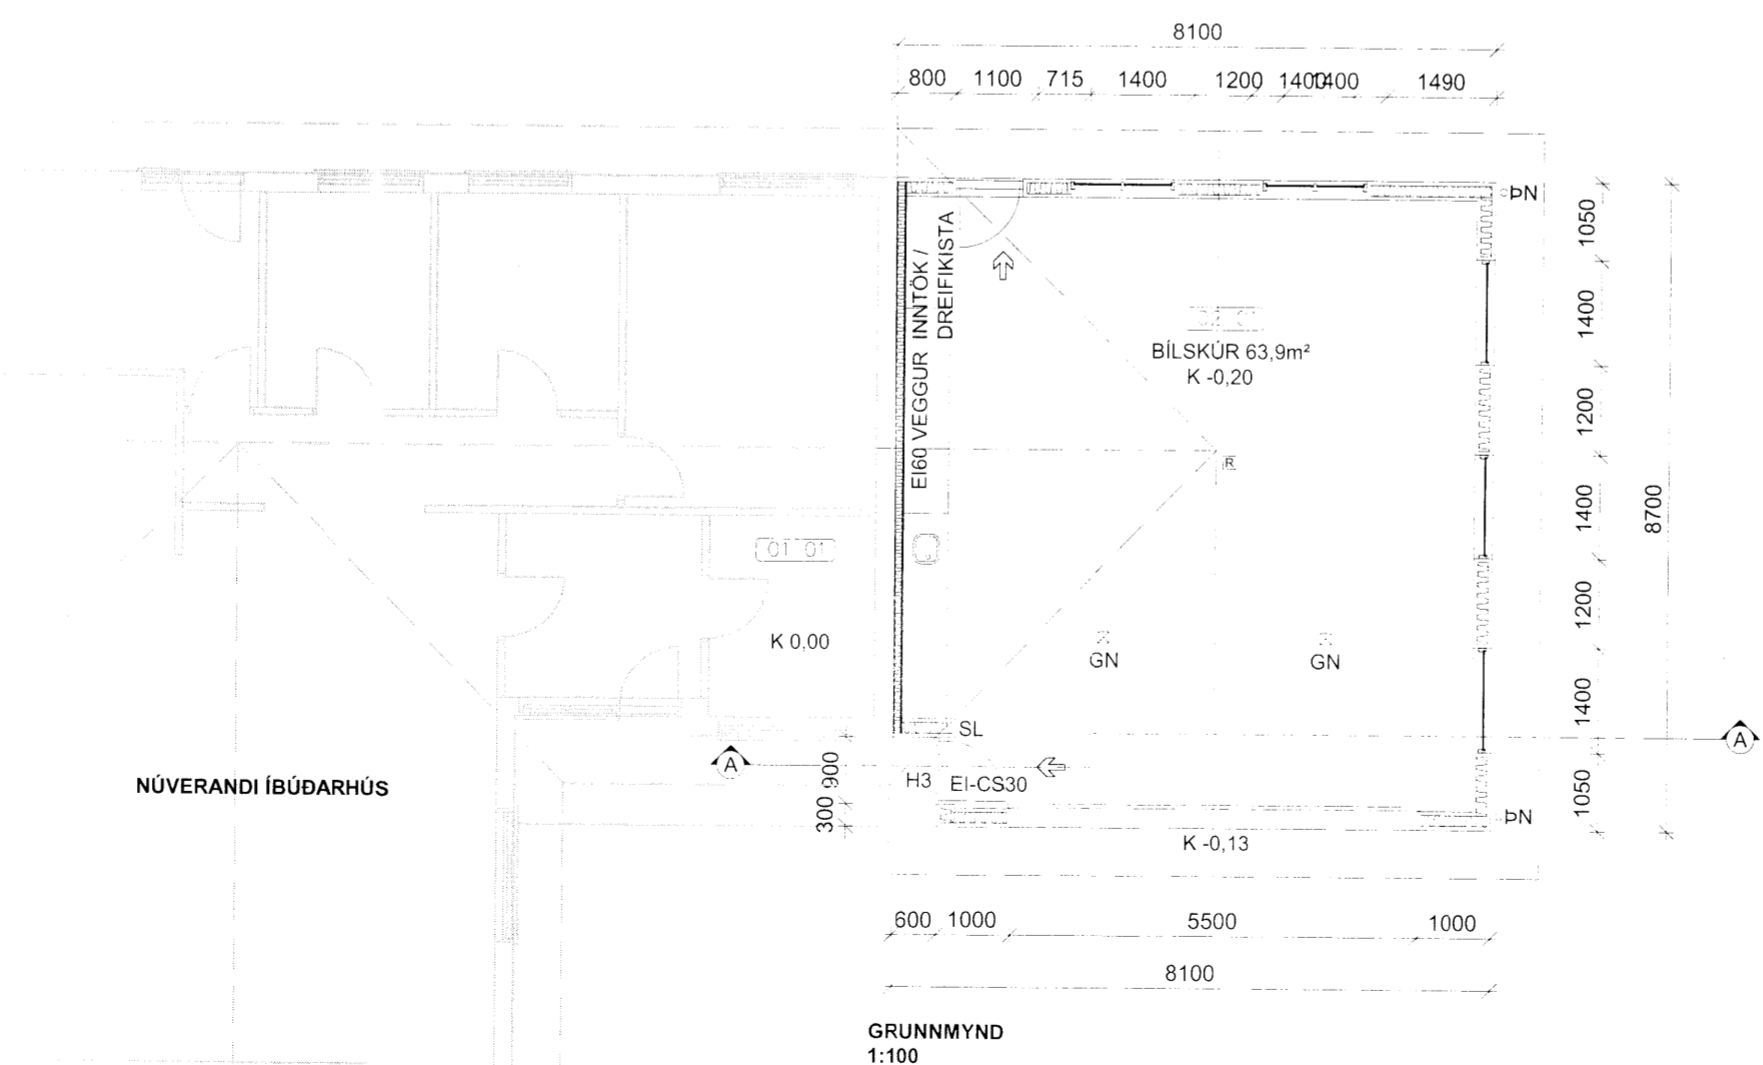 8100
800 1100 715 1400 1200 1400 1400 1490
ÞN
1050
1400
1200
1400
1200
1400
1050
8700
EI60 VEGGUR INNTÖK /
DREIFIKISTA
BÍLSKÚR 63,9m²
K -0,20
R
01 01
K 0,00
GN
GN
SL
A
A
H3
EI-CS30
900
300
NÚVERANDI ÍBÚÐARHÚS
ÞN
K -0,13
600 1000 5500 1000
8100
GRUNNMYND
1:100